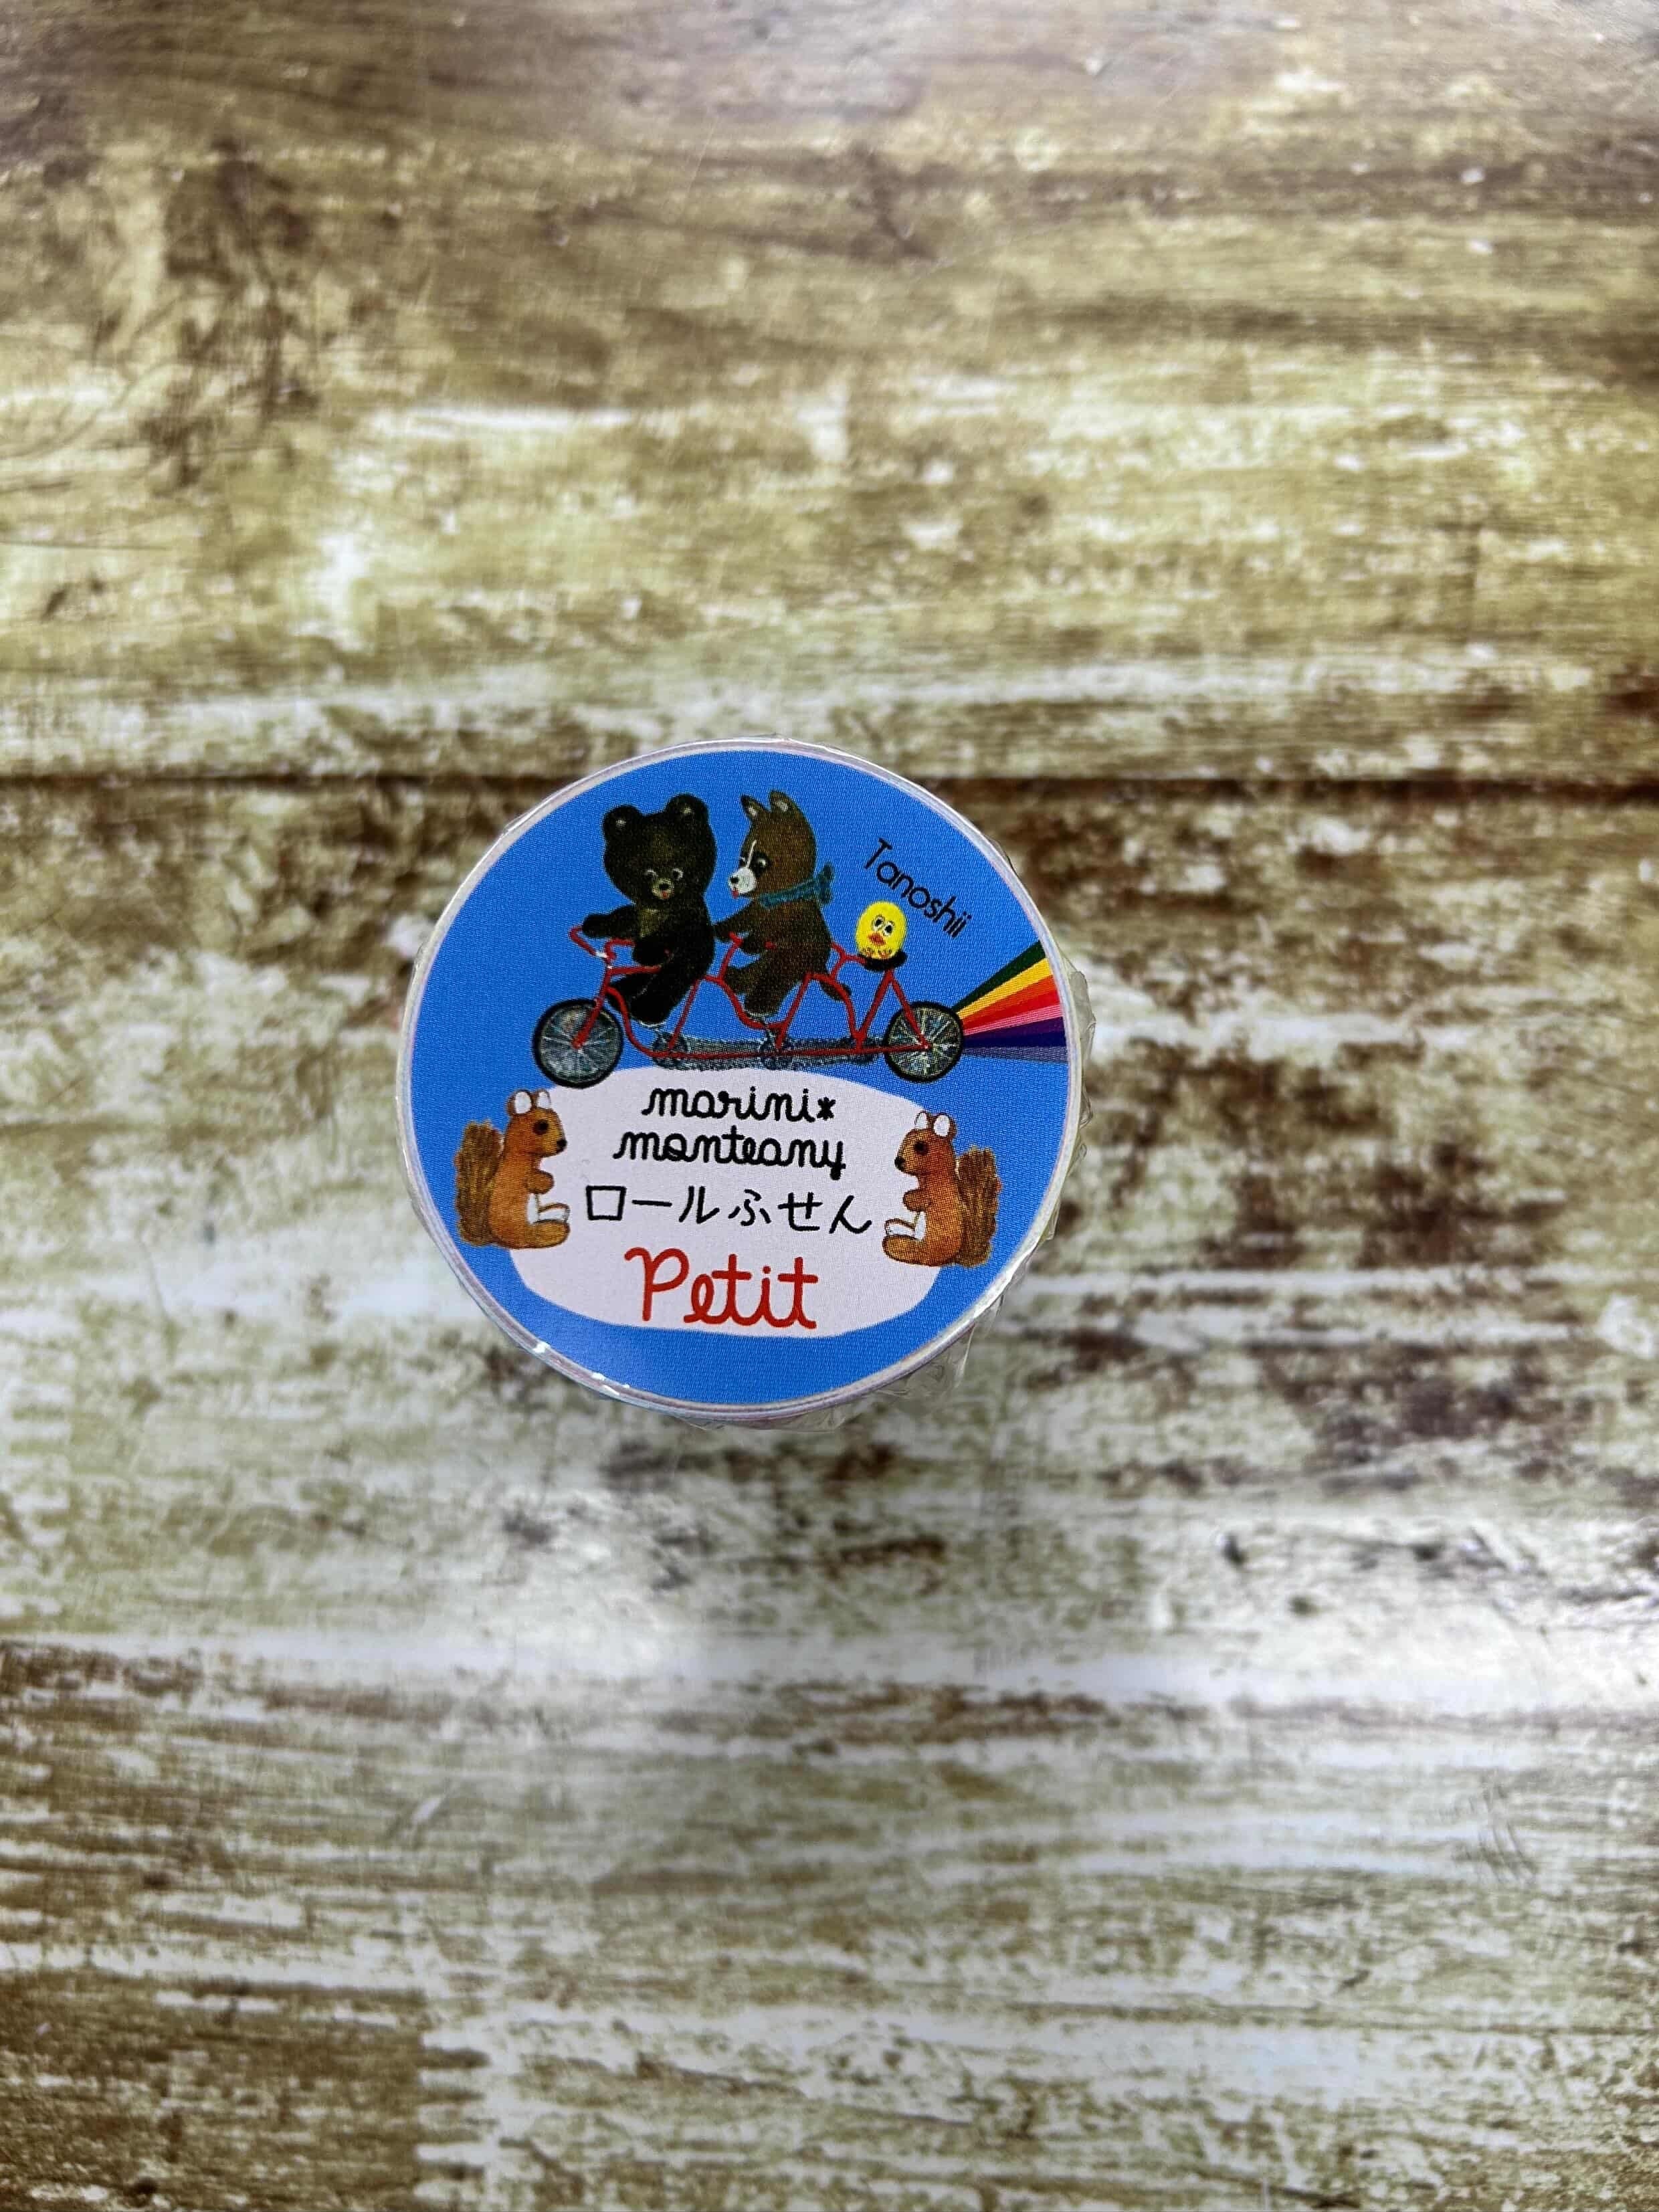 Tanoshii
marini*
monteany
ロールふせん
Petit